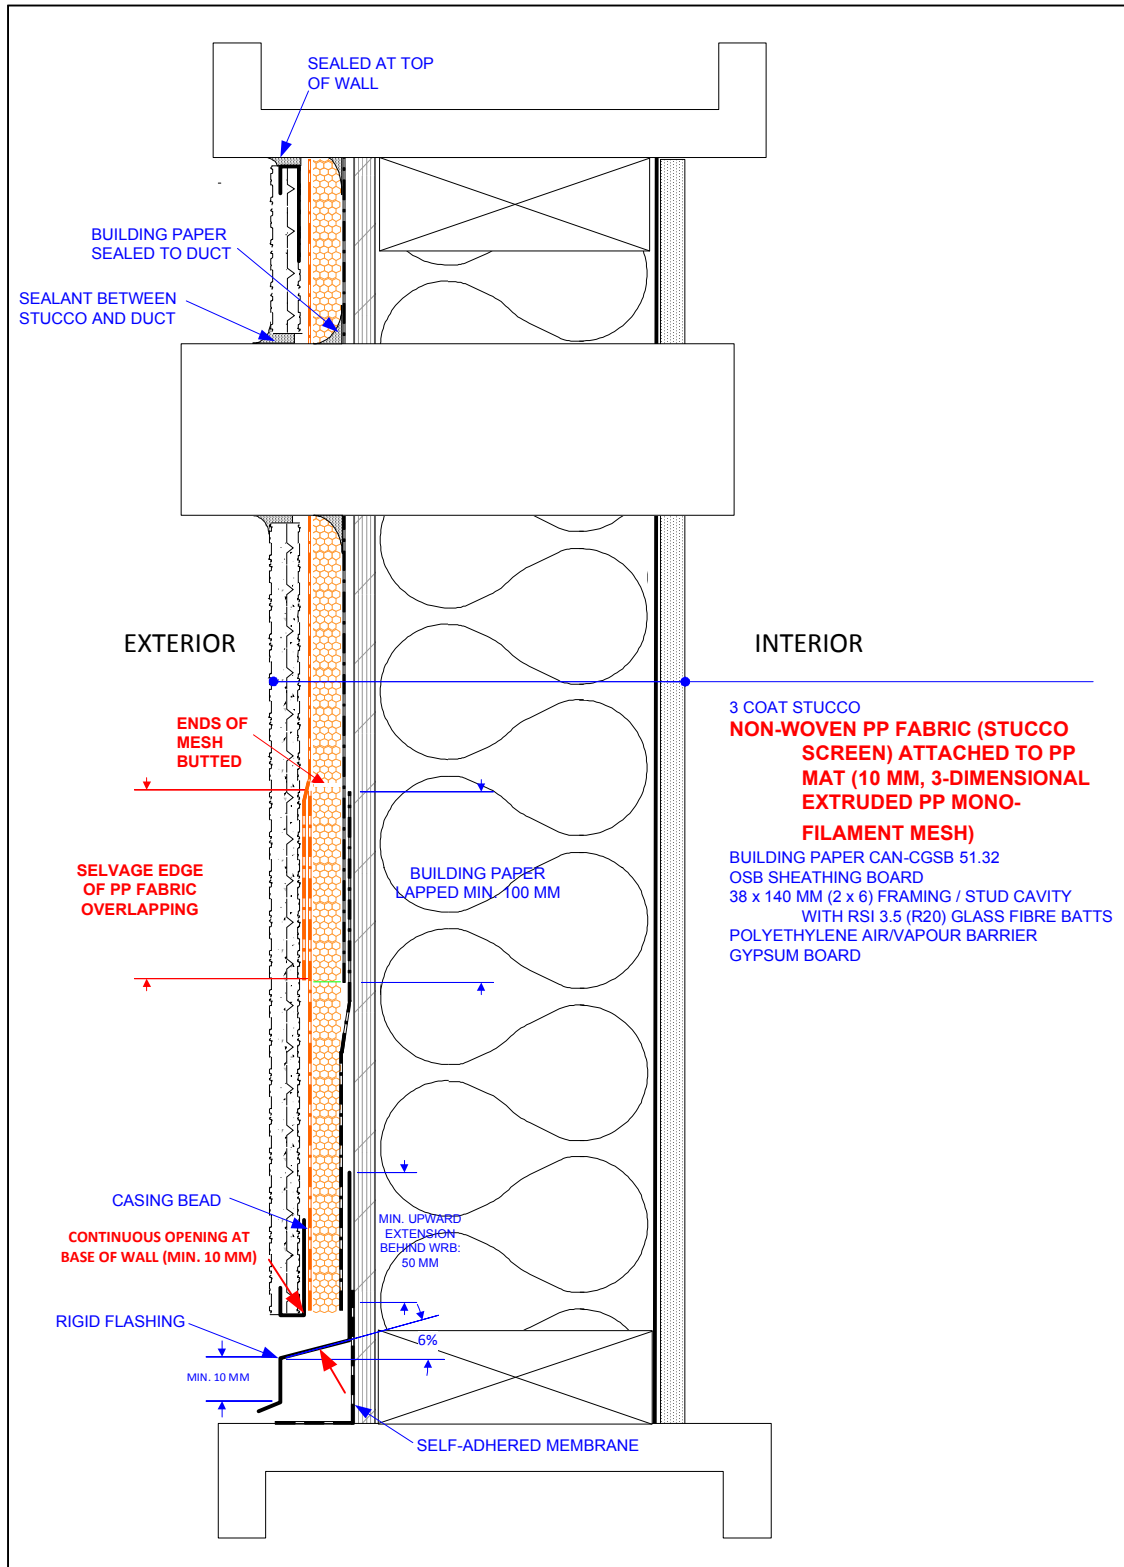 SEALED AT TOP
OF WALL
BUILDING PAPER
SEALED TO DUCT
SEALANT BETWEEN
STUCCO AND DUCT
EXTERIOR
INTERIOR
3 COAT STUCCO
NON-WOVEN PP FABRIC (STUCCO
SCREEN) ATTACHED TO PP
MAT (10 MM, 3-DIMENSIONAL
EXTRUDED PP MONO-
FILAMENT MESH)
BUILDING PAPER CAN-CGSB 51.32
OSB SHEATHING BOARD
38 x 140 MM (2 x 6) FRAMING / STUD CAVITY
WITH RSI 3.5 (R20) GLASS FIBRE BATTS
POLYETHYLENE AIR/VAPOUR BARRIER
GYPSUM BOARD
ENDS OF
MESH
BUTTED
SELVAGE EDGE
OF PP FABRIC
OVERLAPPING
BUILDING PAPER
LAPPED MIN. 100 MM
CASING BEAD
CONTINUOUS OPENING AT
BASE OF WALL (MIN. 10 MM)
MIN. UPWARD
EXTENSION
BEHIND WRB:
50 MM
RIGID FLASHING
6%
MIN. 10 MM
SELF-ADHERED MEMBRANE